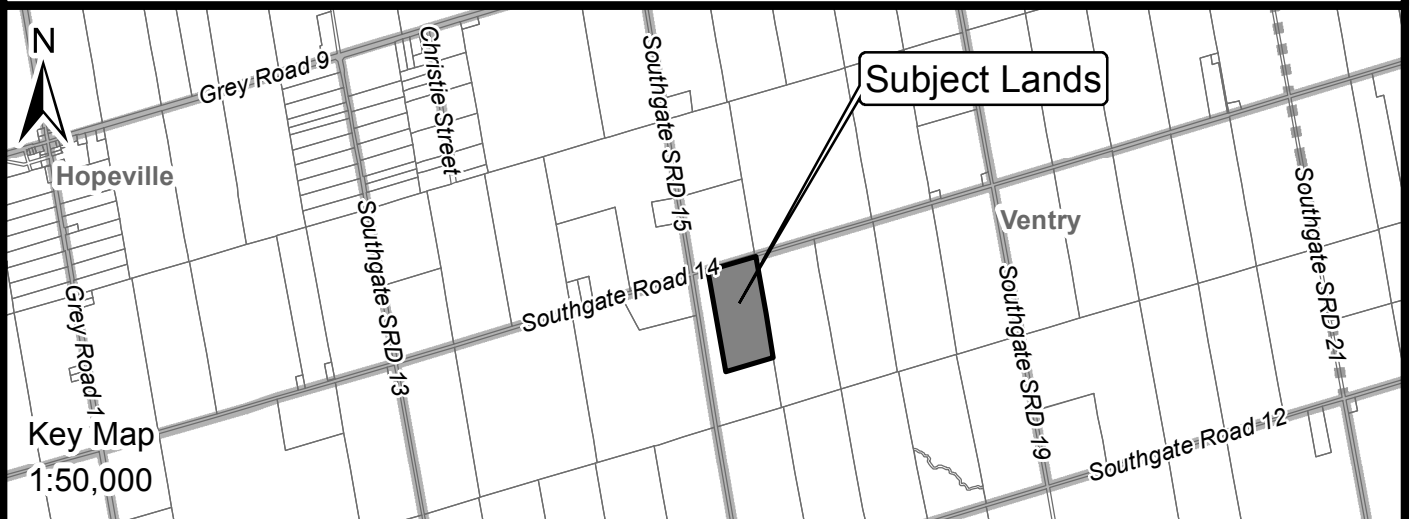 N
Grey Road 9
Christie Street
Southgate SRD 15
Subject Lands
Hopeville
Southgate SRD 13
Ventry
Southgate SRD 21
Southgate Road 14
Southgate SRD 19
Grey Road 1
Southgate Road 12
Key Map
1:50,000